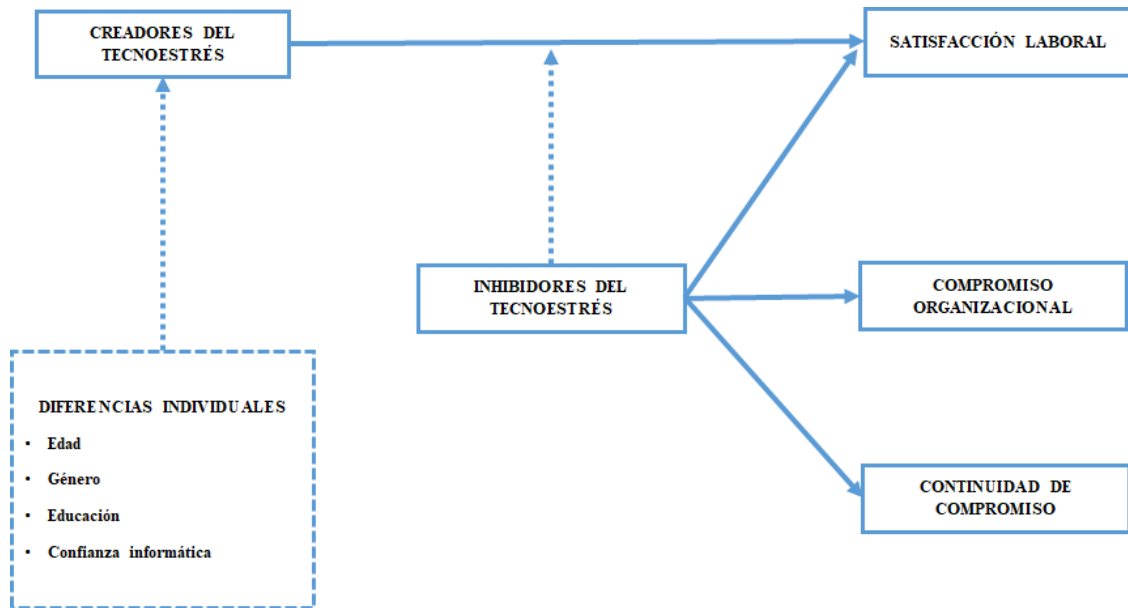 CREADORES DEL
TECNOESTRÉS
SATISFACCIÓN LABORAL
INHIBIDORES DEL
TECNOESTRÉS
COMPROMISO
ORGANIZACIONAL
DIFERENCIAS INDIVIDUALES
• Edad
• Género
• Educación
• Confianza informática
CONTINUIDAD DE
COMPROMISO